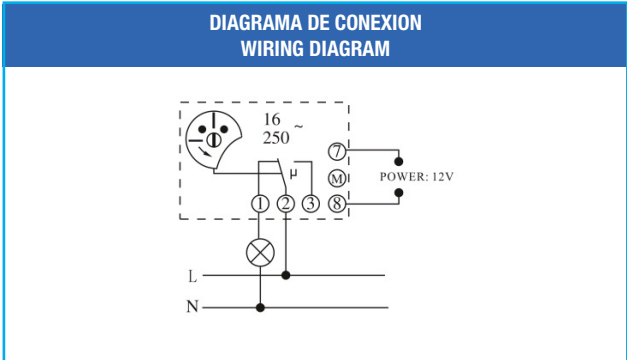 DIAGRAMA DE CONEXION
WIRING DIAGRAM
16
250 ~
μ
7
M
POWER: 12V
1 2 3 8
L
N